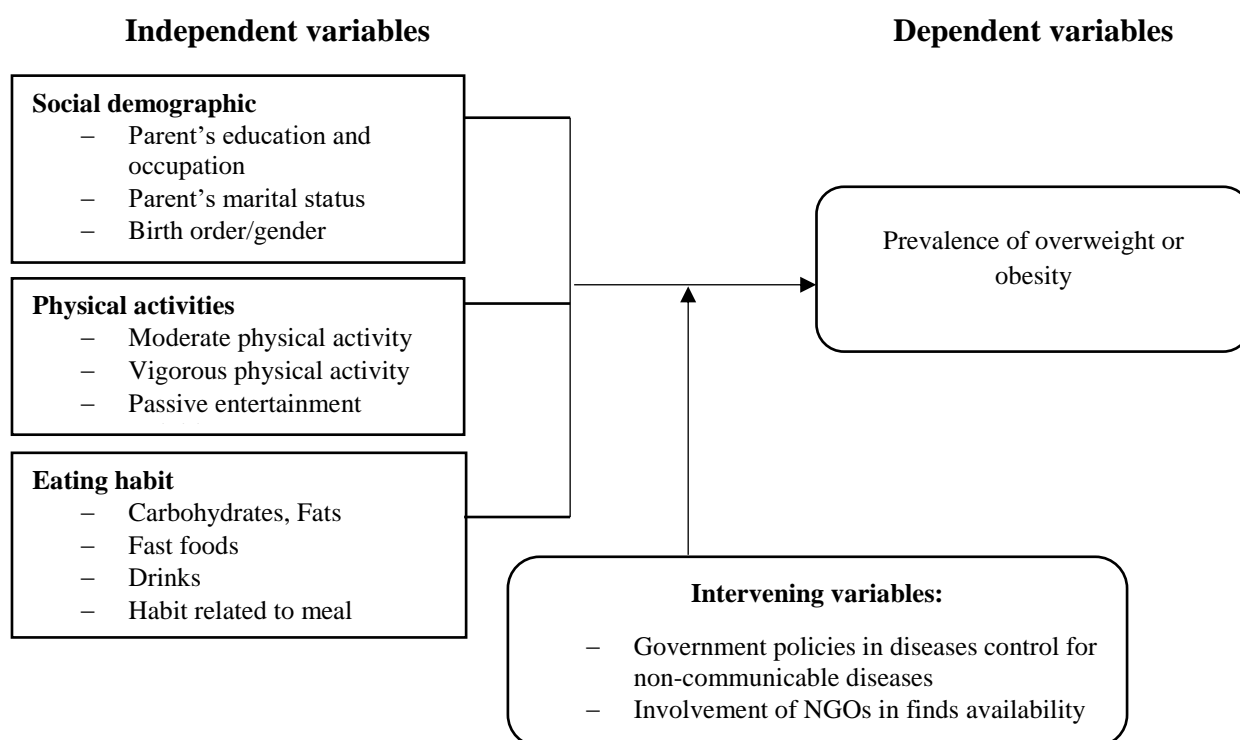 Independent variables
Dependent variables
Social demographic
– Parent's education and
occupation
– Parent's marital status
– Birth order/gender
Physical activities
– Moderate physical activity
– Vigorous physical activity
– Passive entertainment
Eating habit
– Carbohydrates, Fats
– Fast foods
– Drinks
– Habit related to meal
Prevalence of overweight or
obesity
Intervening variables:
– Government policies in diseases control for
non-communicable diseases
– Involvement of NGOs in finds availability